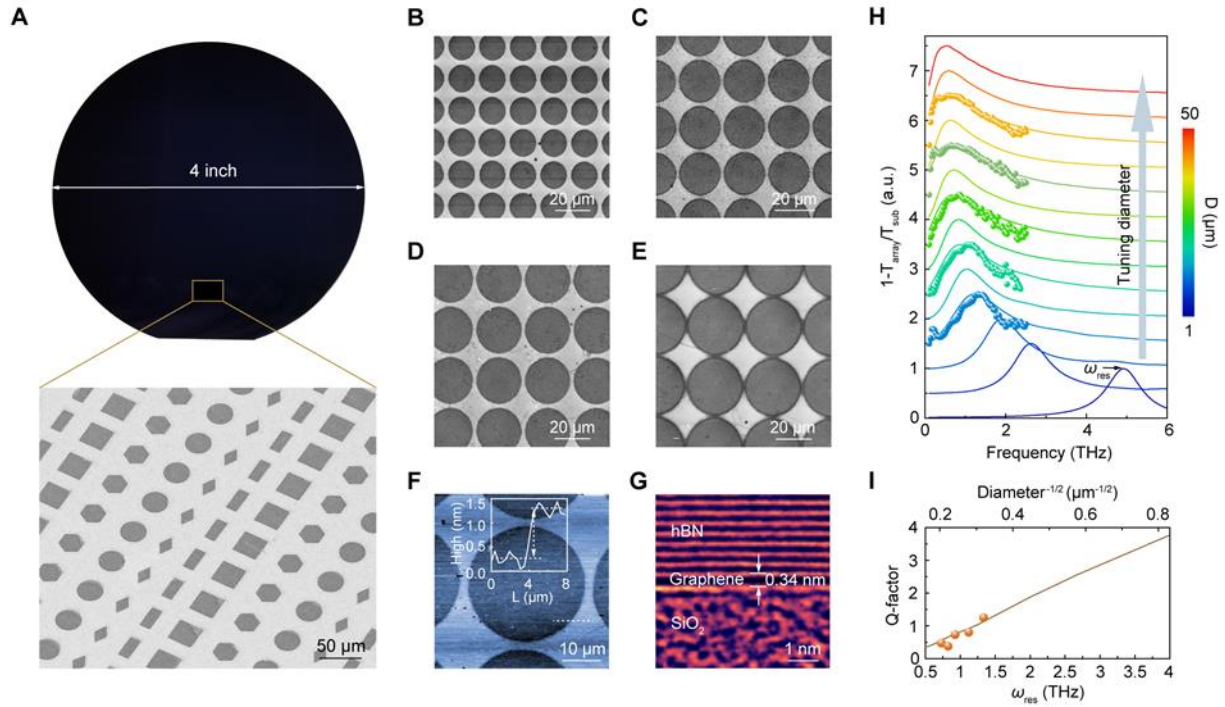 A
4 inch
50 μm
B
20 μm
C
20 μm
D
20 μm
E
20 μm
F
High (nm)
1.5
1.0
0.5
0.0
0 4 8
L (μm)
10 μm
G
hBN
Graphene
0.34 nm
SiO₂
1 nm
H
1-T_array/T_sub (a.u.)
7
6
5
4
3
2
1
0
ω_res
Tuning diameter
50
D (μm)
1
0 2 4 6
Frequency (THz)
I
Diameter⁻¹/² (μm⁻¹/²)
0.2 0.4 0.6 0.8
Q-factor
4
3
2
1
0
0.5 1 1.5 2 2.5 3 3.5 4
ω_res (THz)